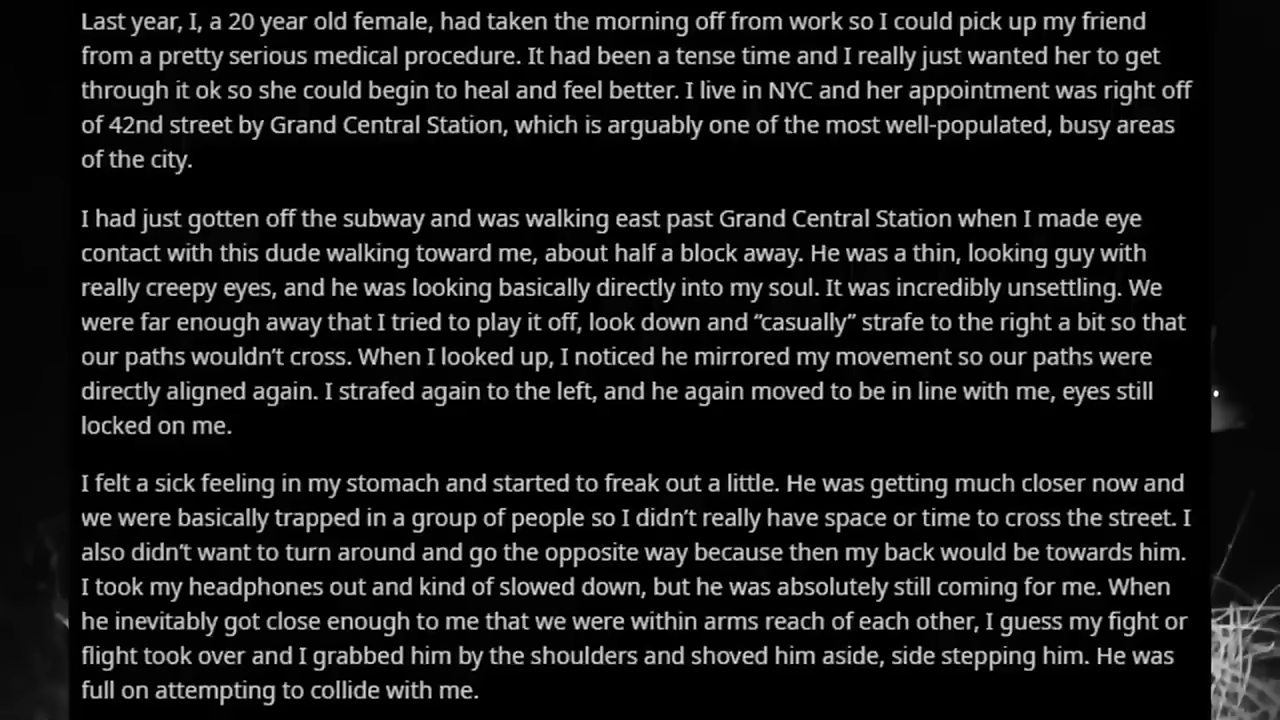 Last year, I, a 20 year old female, had taken the morning off from work so I could pick up my friend
from a pretty serious medical procedure. It had been a tense time and I really just wanted her to get
through it ok so she could begin to heal and feel better. I live in NYC and her appointment was right off
of 42nd street by Grand Central Station, which is arguably one of the most well-populated, busy areas
of the city.
I had just gotten off the subway and was walking east past Grand Central Station when I made eye
contact with this dude walking toward me, about half a block away. He was a thin, looking guy with
really creepy eyes, and he was looking basically directly into my soul. It was incredibly unsettling. We
were far enough away that I tried to play it off, look down and “casually” strafe to the right a bit so that
our paths wouldn’t cross. When I looked up, I noticed he mirrored my movement so our paths were
directly aligned again. I strafed again to the left, and he again moved to be in line with me, eyes still
locked on me.
I felt a sick feeling in my stomach and started to freak out a little. He was getting much closer now and
we were basically trapped in a group of people so I didn’t really have space or time to cross the street. I
also didn’t want to turn around and go the opposite way because then my back would be towards him.
I took my headphones out and kind of slowed down, but he was absolutely still coming for me. When
he inevitably got close enough to me that we were within arms reach of each other, I guess my fight or
flight took over and I grabbed him by the shoulders and shoved him aside, side stepping him. He was
full on attempting to collide with me.